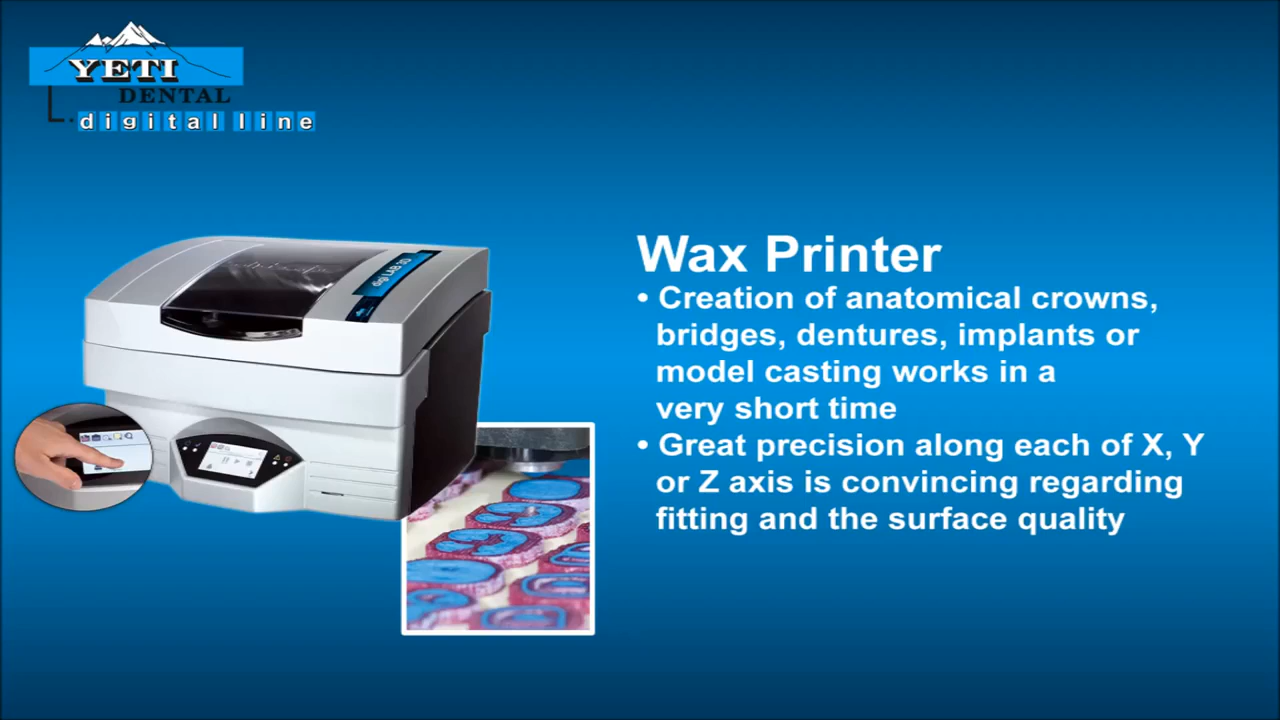 YETI
DENTAL
digital line
Wax Printer
• Creation of anatomical crowns,
bridges, dentures, implants or
model casting works in a
very short time
• Great precision along each of X, Y
or Z axis is convincing regarding
fitting and the surface quality